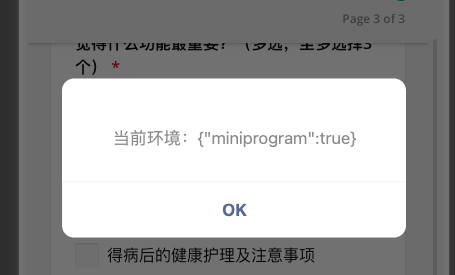 Page 3 of 3
觉得什么功能最重要？（多选，至多选择3
个） *
当前环境：{"miniprogram":true}
OK
得病后的健康护理及注意事项